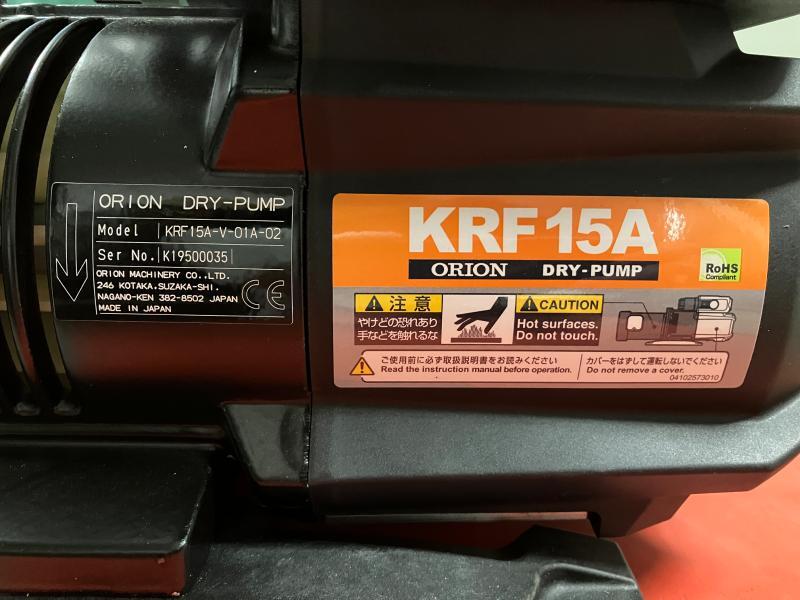 ORION DRY-PUMP
Model KRF15A-V-01A-02
Ser No. K19500035
ORION MACHINERY CO.,LTD.
246 KOTAKA.SUZAKA-SHI.
NAGANO-KEN 382-8502 JAPAN
MADE IN JAPAN
CE
KRF15A
ORION DRY-PUMP
RoHS
Compliant
注意
やけどの恐れあり
手などを触れるな
CAUTION
Hot surfaces.
Do not touch.
ご使用前に必ず取扱説明書をお読みください
Read the instruction manual before operation.
カバーをはずして運転しないでください
Do not remove a cover.
04102573010